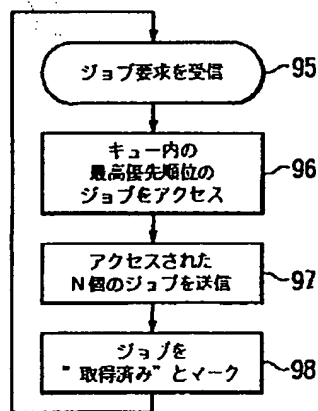 ジョブ要求を受信
95
キュー内の
最高優先順位の
ジョブをアクセス
96
アクセスされた
N個のジョブを送信
97
ジョブを
"取得済み"とマーク
98